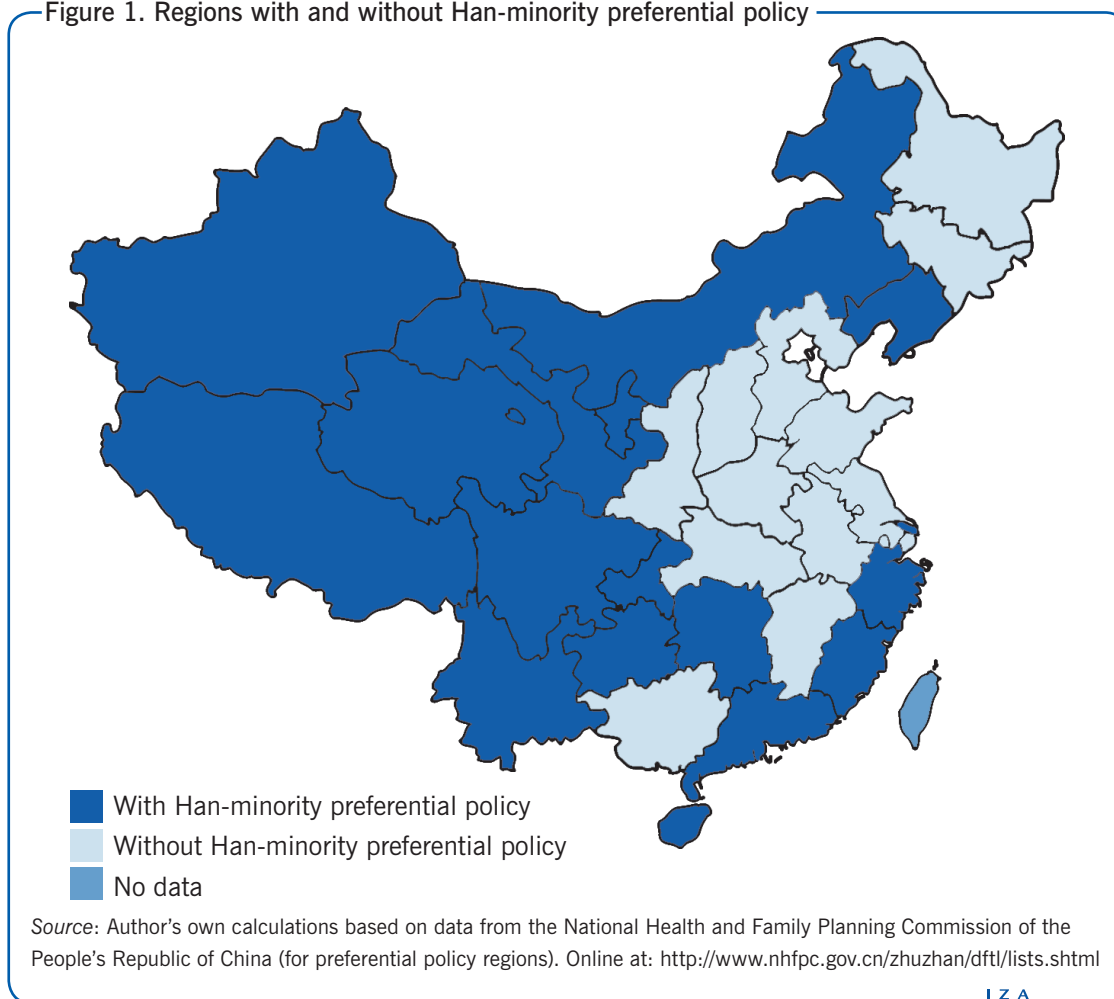 Figure 1. Regions with and without Han-minority preferential policy
With Han-minority preferential policy
Without Han-minority preferential policy
No data
Source: Author's own calculations based on data from the National Health and Family Planning Commission of the
People's Republic of China (for preferential policy regions). Online at: http://www.nhfpc.gov.cn/zhuzhan/dftl/lists.shtml
I Z A